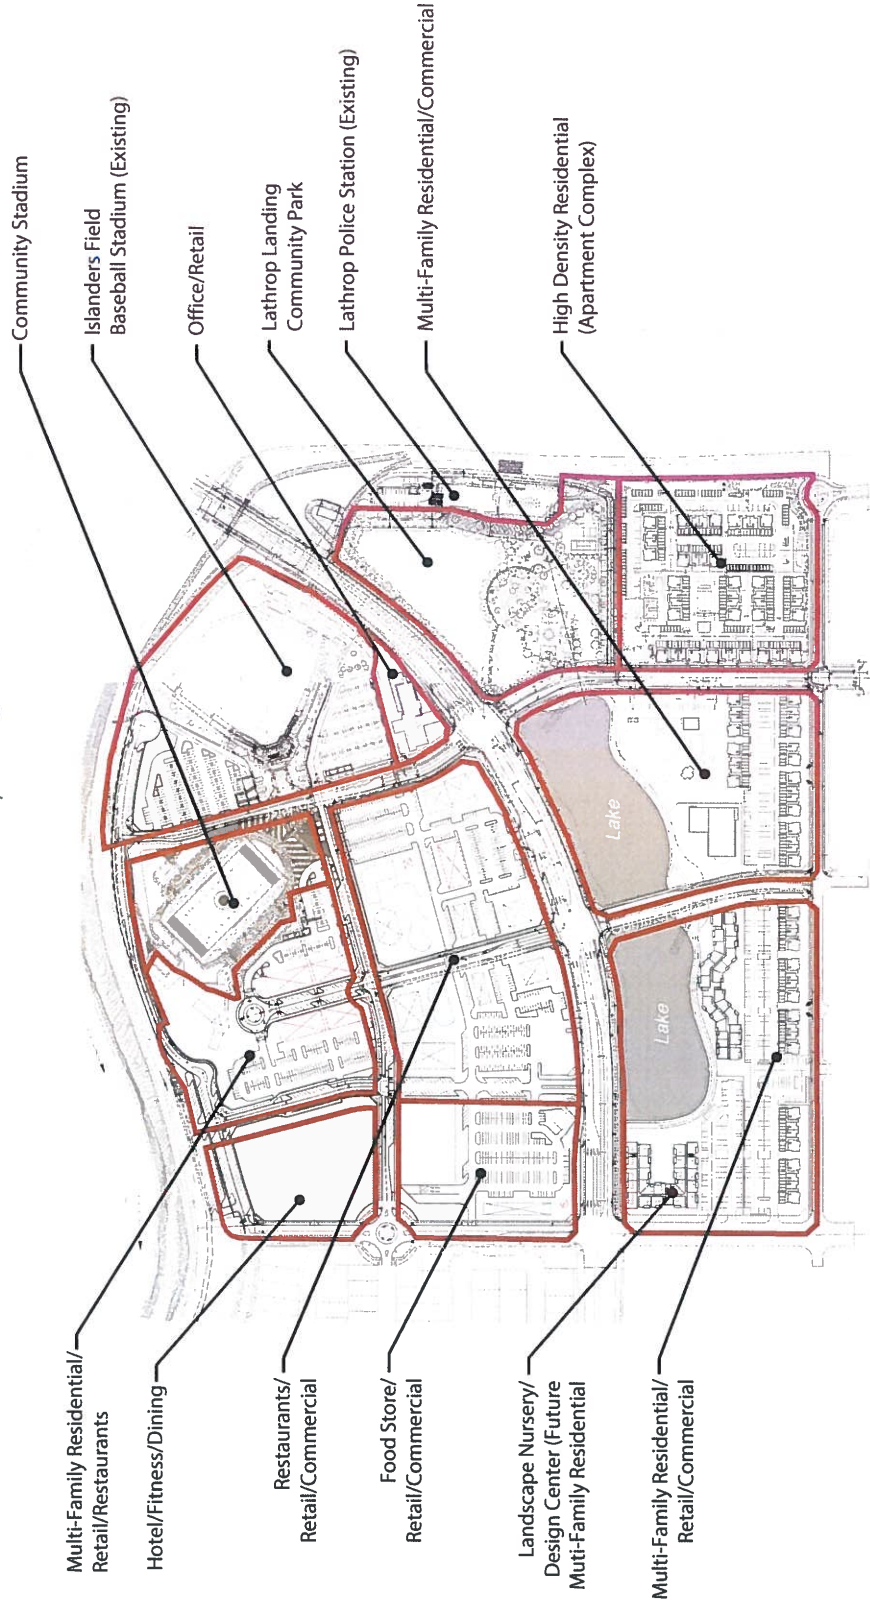 Community Stadium
Islanders Field
Baseball Stadium (Existing)
Office/Retail
Lathrop Landing
Community Park
Lathrop Police Station (Existing)
Multi-Family Residential/Commercial
High Density Residential
(Apartment Complex)
Lake
Lake
Multi-Family Residential/
Retail/Restaurants
Hotel/Fitness/Dining
Restaurants/
Retail/Commercial
Food Store/
Retail/Commercial
Landscape Nursery/
Design Center (Future
Muti-Family Residential
Multi-Family Residential/
Retail/Commercial